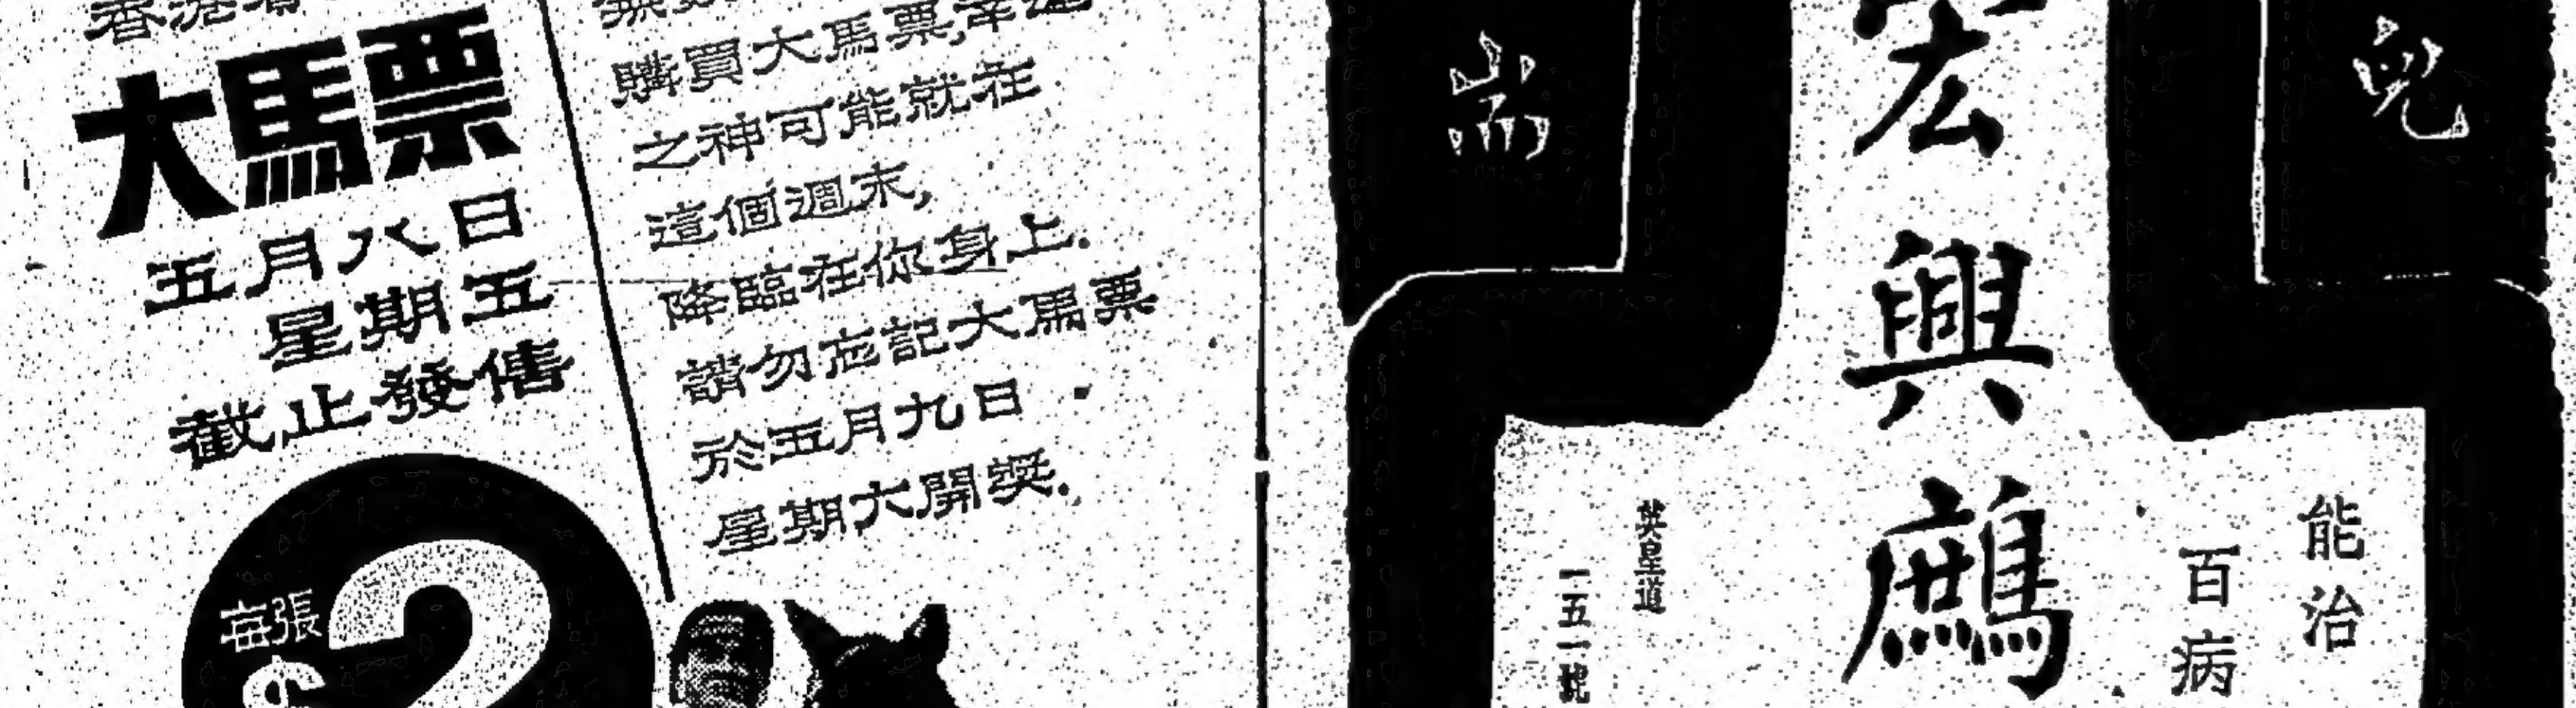 大馬票
五月八日
星期五
截止發售
每張
$2
購買大馬票,幸運
之神可能就在
這個週末,
降臨在你身上.
請勿忘記大馬票
於五月九日
星期六開獎.
宏興鷓
能治
百病
英皇道
一五一號